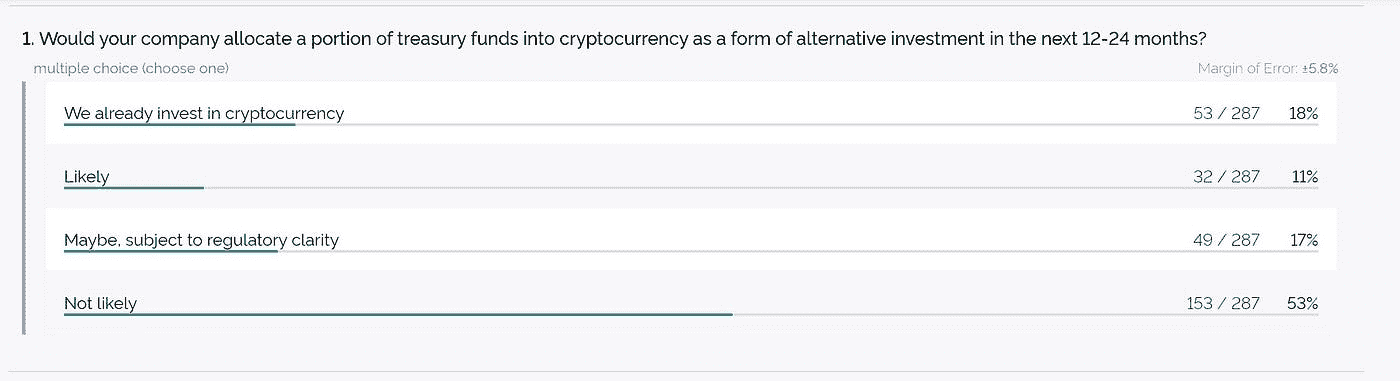 1. Would your company allocate a portion of treasury funds into cryptocurrency as a form of alternative investment in the next 12-24 months?
multiple choice (choose one)
Margin of Error: ±5.8%
We already invest in cryptocurrency 53 / 287 18%
Likely 32 / 287 11%
Maybe, subject to regulatory clarity 49 / 287 17%
Not likely 153 / 287 53%